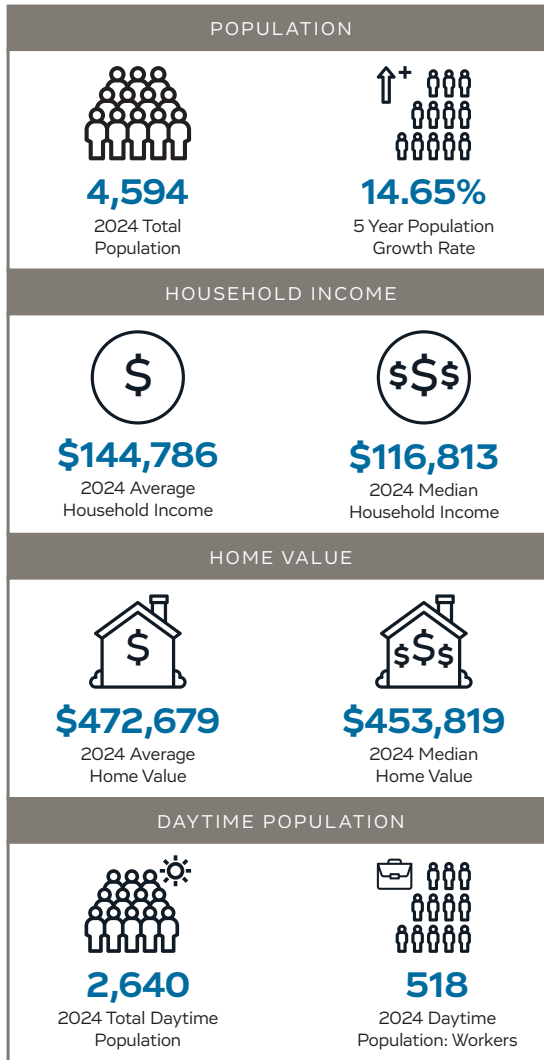 POPULATION
4,594
2024 Total
Population
14.65%
5 Year Population
Growth Rate
HOUSEHOLD INCOME
$
$144,786
2024 Average
Household Income
$$$
$116,813
2024 Median
Household Income
HOME VALUE
$
$472,679
2024 Average
Home Value
$$$
$453,819
2024 Median
Home Value
DAYTIME POPULATION
2,640
2024 Total Daytime
Population
518
2024 Daytime
Population: Workers